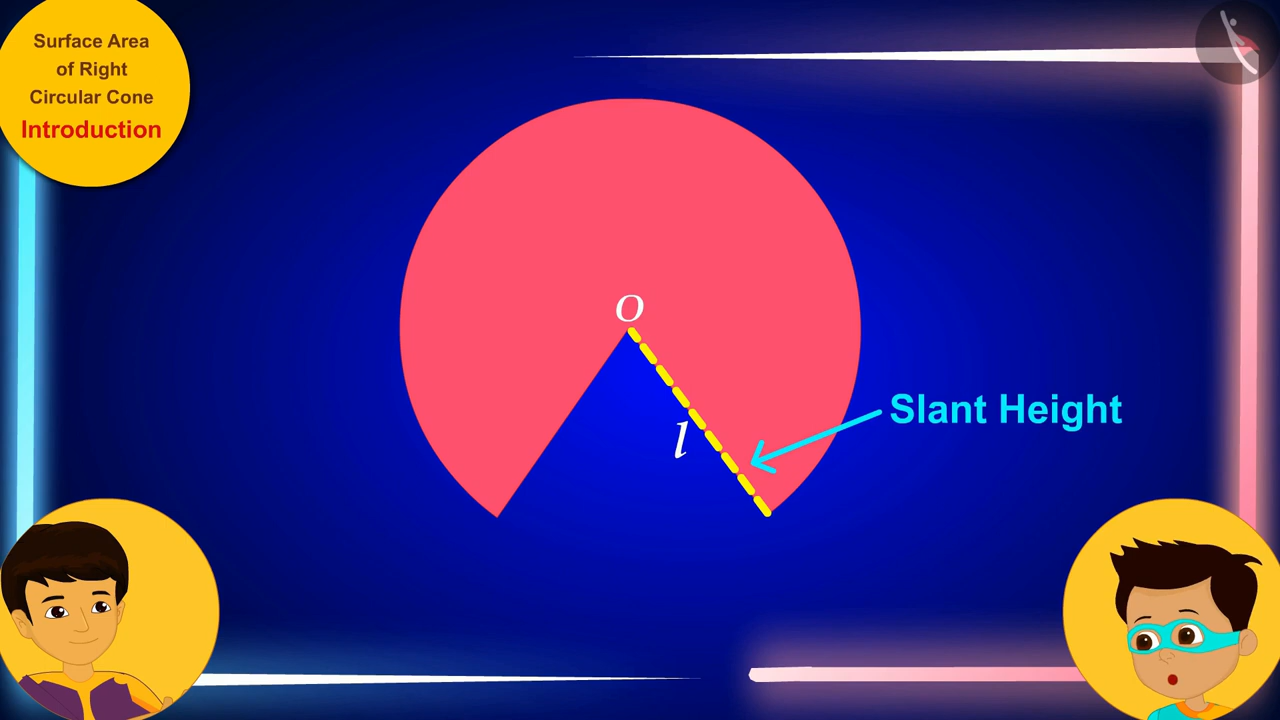 Surface Area
of Right
Circular Cone
Introduction
O
l
Slant Height